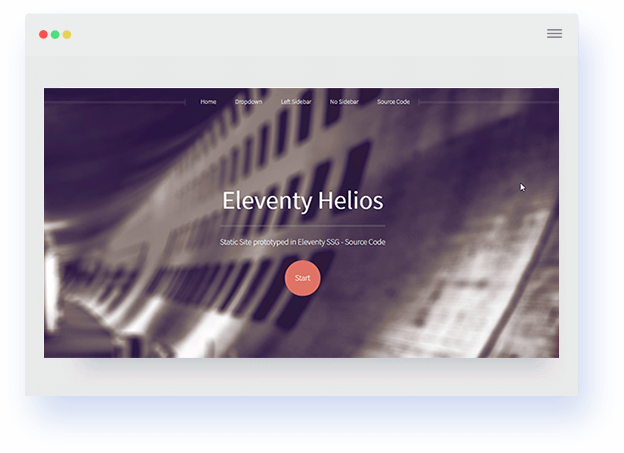 Home Dropdown Left Sidebar No Sidebar Source Code
Eleventy Helios
Static Site prototyped in Eleventy SSG - Source Code
Start